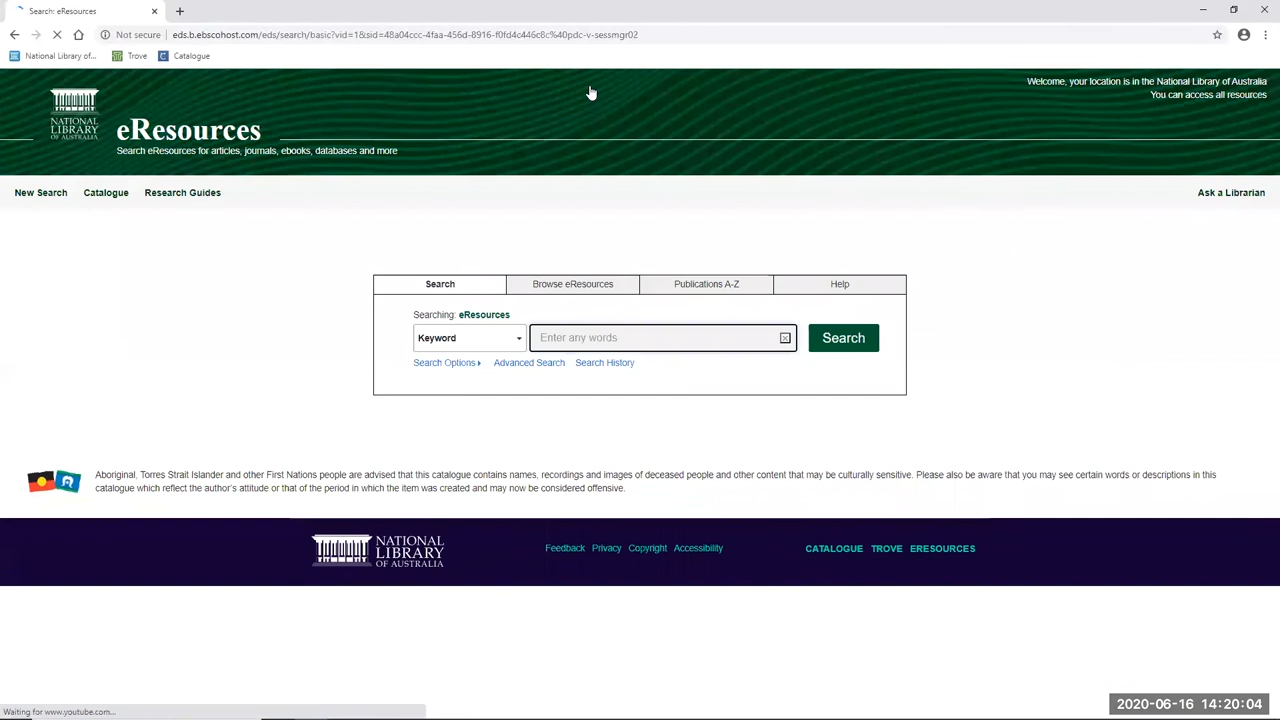 Search: eResources
Not secure eds.b.ebscohost.com/eds/search/basic?vid=1&sid=48a04ccc-4faa-456d-8916-f0fd4c446c8c%40pdc-v-sessmgr02
National Library of... Trove Catalogue
Welcome, your location is in the National Library of Australia
You can access all resources
NATIONAL
LIBRARY
OF AUSTRALIA
eResources
Search eResources for articles, journals, ebooks, databases and more
New Search Catalogue Research Guides Ask a Librarian
Search Browse eResources Publications A-Z Help
Searching: eResources
Keyword Enter any words Search
Search Options Advanced Search Search History
Aboriginal, Torres Strait Islander and other First Nations people are advised that this catalogue contains names, recordings and images of deceased people and other content that may be culturally sensitive. Please also be aware that you may see certain words or descriptions in this
catalogue which reflect the author's attitude or that of the period in which the item was created and may now be considered offensive.
NATIONAL
LIBRARY
OF AUSTRALIA
Feedback Privacy Copyright Accessibility CATALOGUE TROVE ERESOURCES
Waiting for www.youtube.com...
2020-06-16 14:20:04